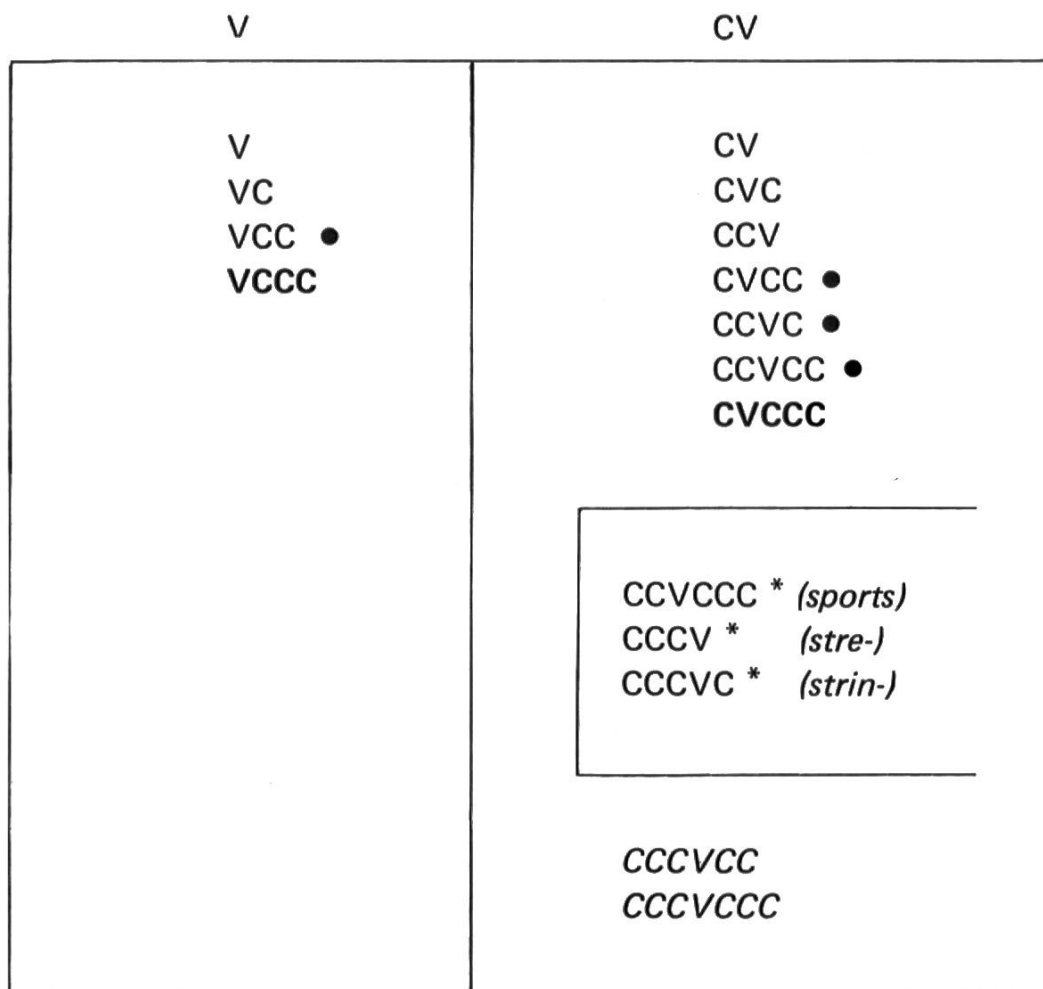 V CV
V CV
VC CVC
VCC ● CCV
VCCC CVCC ●
CCVC ●
CCVCC ●
CVCCC
CCVCCC * (sports)
CCCV * (stre-)
CCCVC * (strin-)
CCCVCC
CCCVCCC